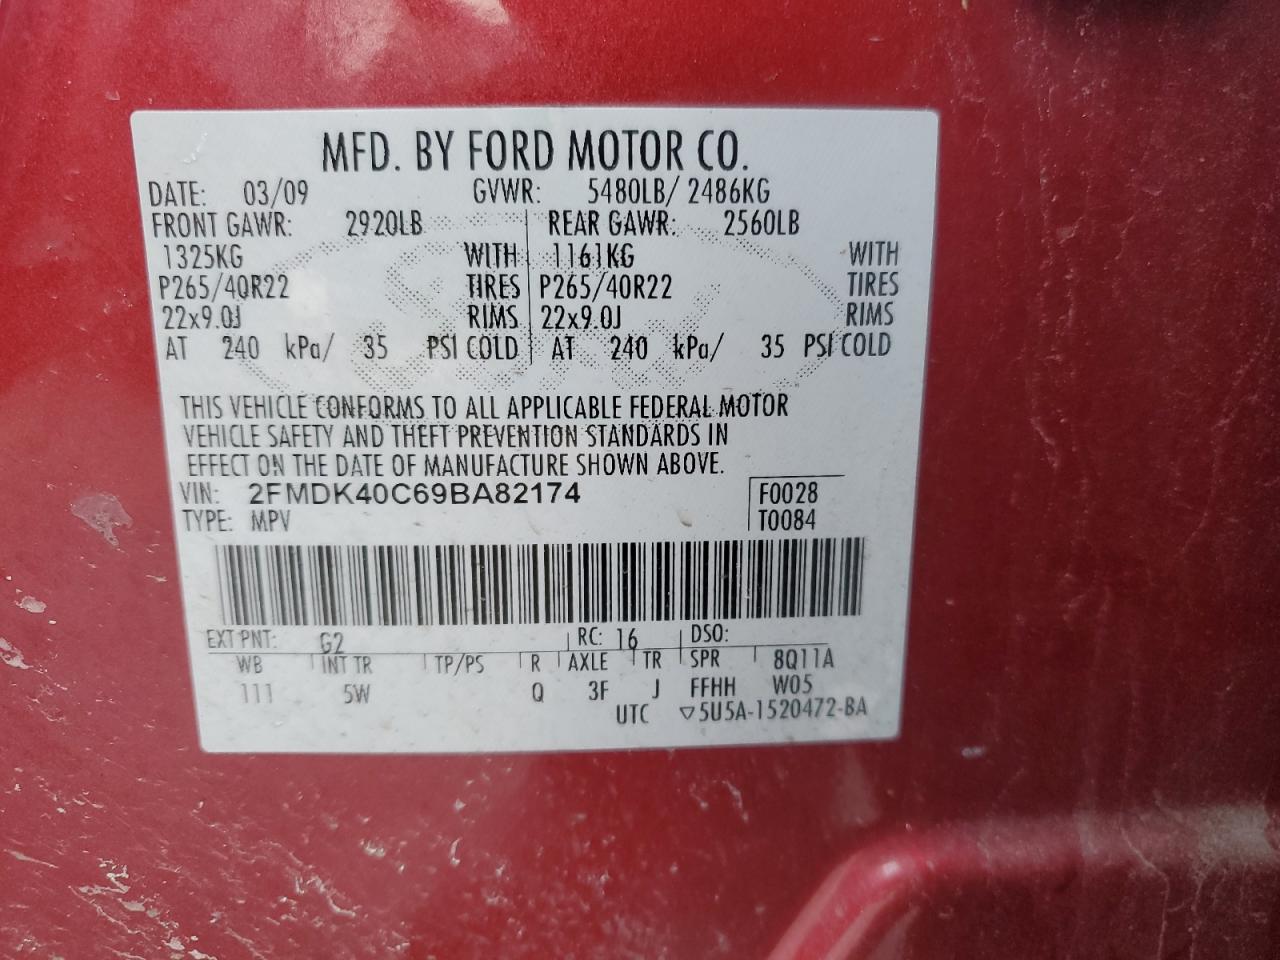 MFD. BY FORD MOTOR CO.
DATE: 03/09 GVWR: 5480LB/ 2486KG
FRONT GAWR: 2920LB REAR GAWR: 2560LB
1325KG WITH 1161KG WITH
P265/40R22 TIRES P265/40R22 TIRES
22x9.0J RIMS 22x9.0J RIMS
AT 240 kPa/ 35 PSI COLD AT 240 kPa/ 35 PSI COLD
THIS VEHICLE CONFORMS TO ALL APPLICABLE FEDERAL MOTOR
VEHICLE SAFETY AND THEFT PREVENTION STANDARDS IN
EFFECT ON THE DATE OF MANUFACTURE SHOWN ABOVE.
VIN: 2FMDK40C69BA82174 F0028
TYPE: MPV T0084
EXT PNT: G2 RC: 16 DSO:
WB INT TR TP/PS R AXLE TR SPR 8Q11A
111 5W Q 3F J FFHH W05
UTC ▽5U5A-1520472-BA